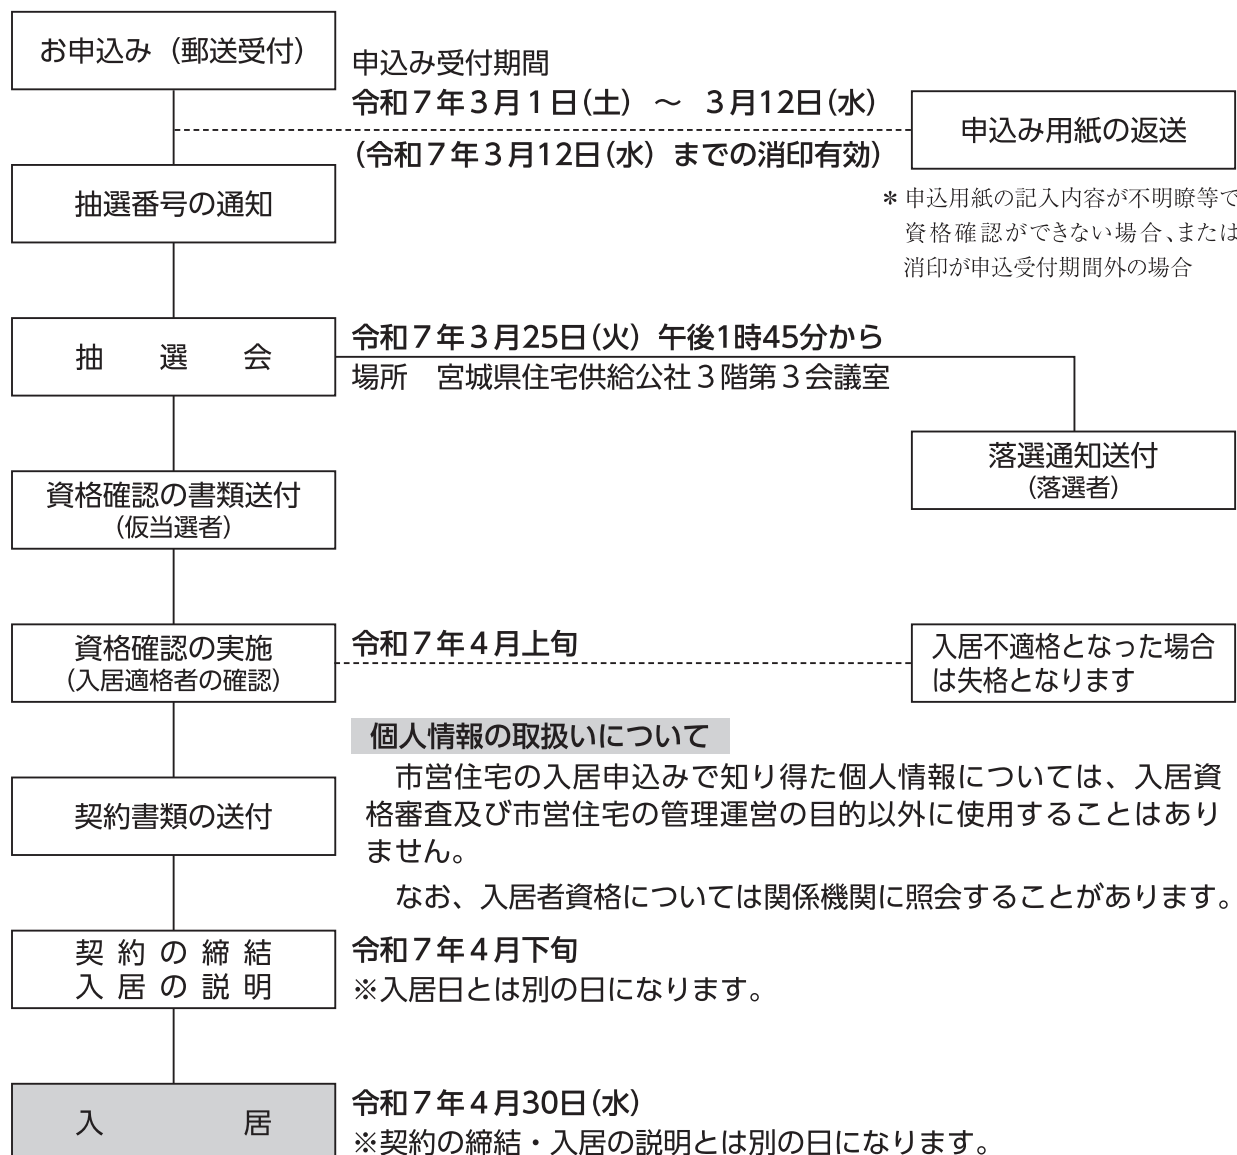 お申込み（郵送受付）
申込み受付期間
令和７年３月１日（土） ～ ３月12日（水）
（令和７年３月12日（水）までの消印有効）
申込み用紙の返送
＊申込用紙の記入内容が不明瞭等で
資格確認ができない場合、または
消印が申込受付期間外の場合
抽選番号の通知
抽　選　会
令和７年３月25日（火）午後1時45分から
場所　宮城県住宅供給公社３階第３会議室
落選通知送付
（落選者）
資格確認の書類送付
（仮当選者）
資格確認の実施
（入居適格者の確認）
令和７年４月上旬
入居不適格となった場合
は失格となります
個人情報の取扱いについて
市営住宅の入居申込みで知り得た個人情報については、入居資
格審査及び市営住宅の管理運営の目的以外に使用することはあり
ません。
なお、入居者資格については関係機関に照会することがあります。
契約書類の送付
契約の締結
入居の説明
令和７年４月下旬
※入居日とは別の日になります。
入　居
令和７年４月30日（水）
※契約の締結・入居の説明とは別の日になります。